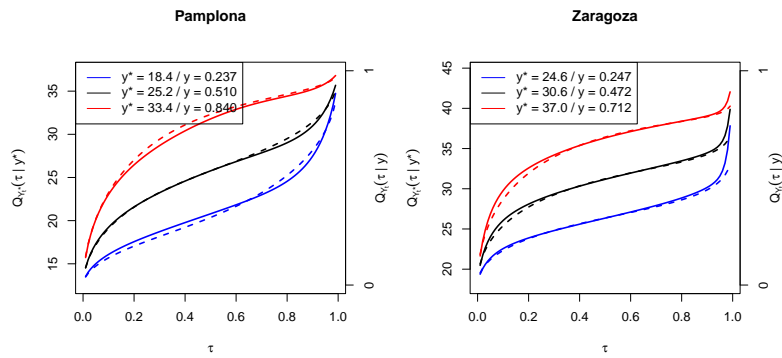 Pamplona
Q_{Y_t^*}(τ | y*)
15 20 25 30 35
0.0 0.2 0.4 0.6 0.8 1.0
τ
0 1
Q_{Y_t}(τ | y)
y* = 18.4 / y = 0.237
y* = 25.2 / y = 0.510
y* = 33.4 / y = 0.840
Zaragoza
Q_{Y_t^*}(τ | y*)
20 25 30 35 40 45
0.0 0.2 0.4 0.6 0.8 1.0
τ
0 1
Q_{Y_t}(τ | y)
y* = 24.6 / y = 0.247
y* = 30.6 / y = 0.472
y* = 37.0 / y = 0.712